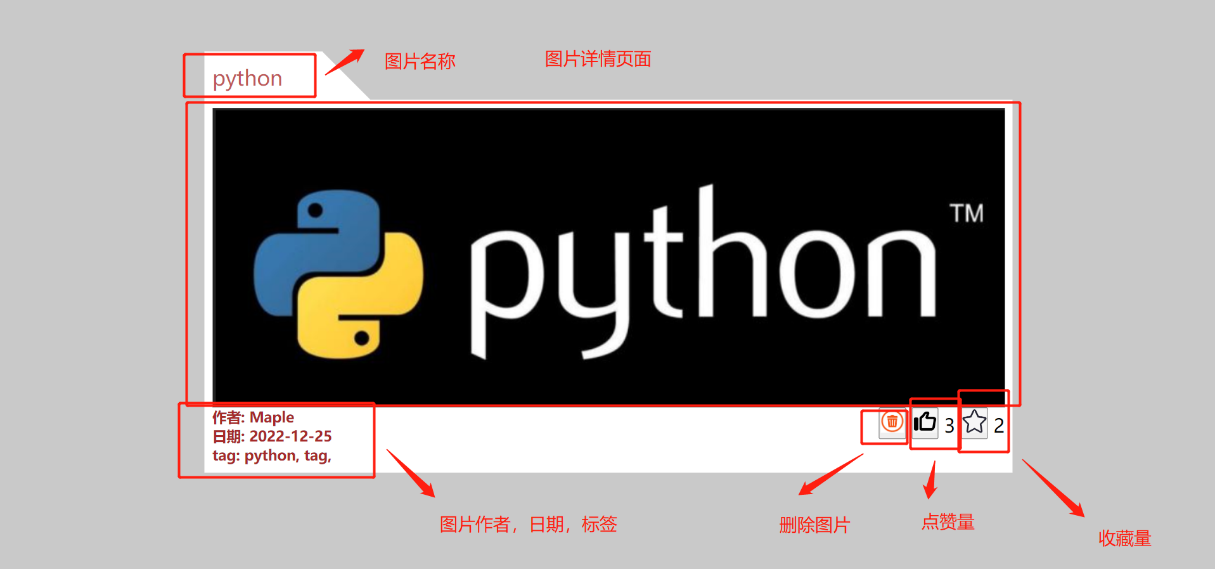 图片名称
图片详情页面
python
python
TM
作者: Maple
日期: 2022-12-25
tag: python, tag,
3
2
图片作者，日期，标签
删除图片
点赞量
收藏量